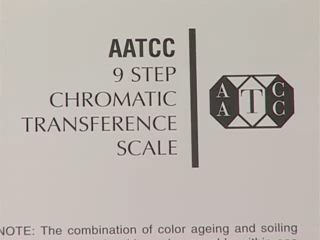 AATCC
9 STEP
CHROMATIC
TRANSFERENCE
SCALE
A
A T C
C
NOTE: The combination of color ageing and soiling